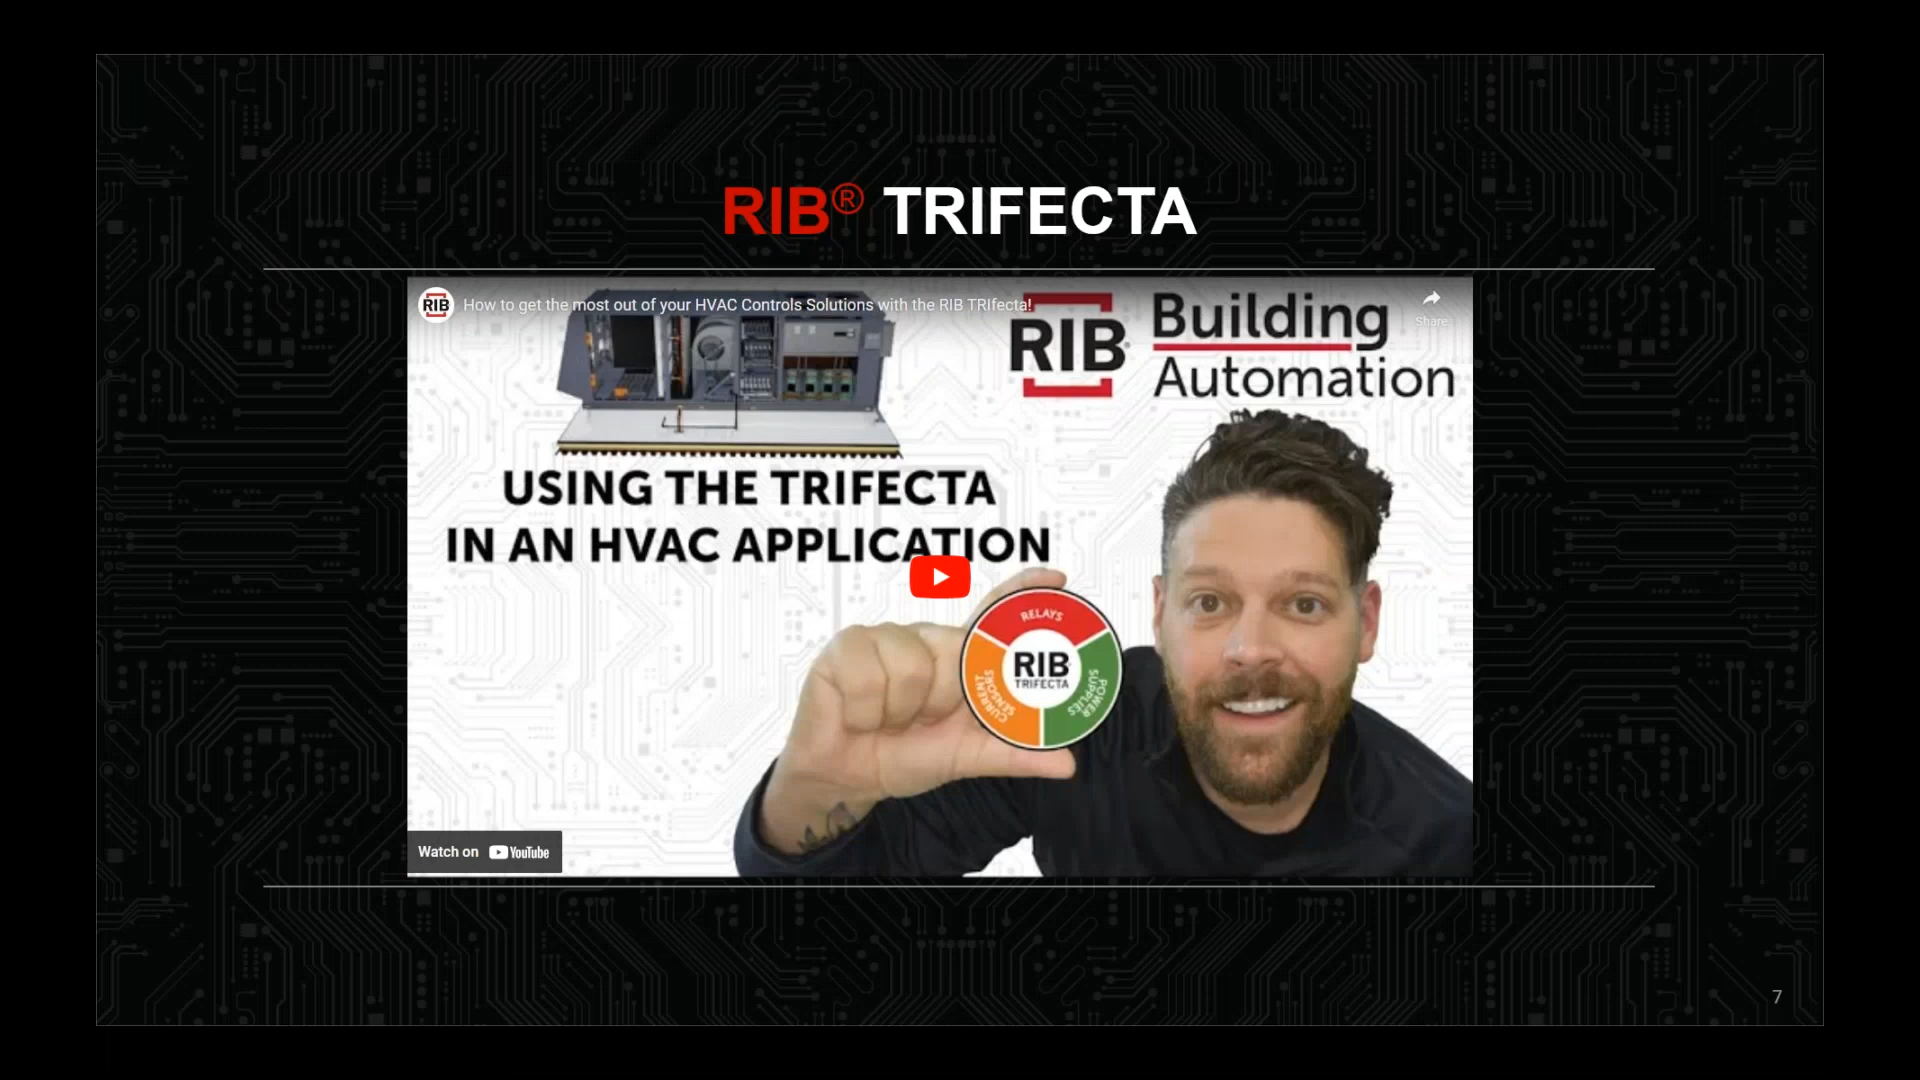 RIB® TRIFECTA
RIB How to get the most out of your HVAC Controls Solutions with the RIB TRIfecta!
Share
RIB® Building
Automation
USING THE TRIFECTA
IN AN HVAC APPLICATION
RELAYS
RIB
TRIFECTA
CURRENT
SENSORS
POWER
SUPPLIES
Watch on YouTube
7